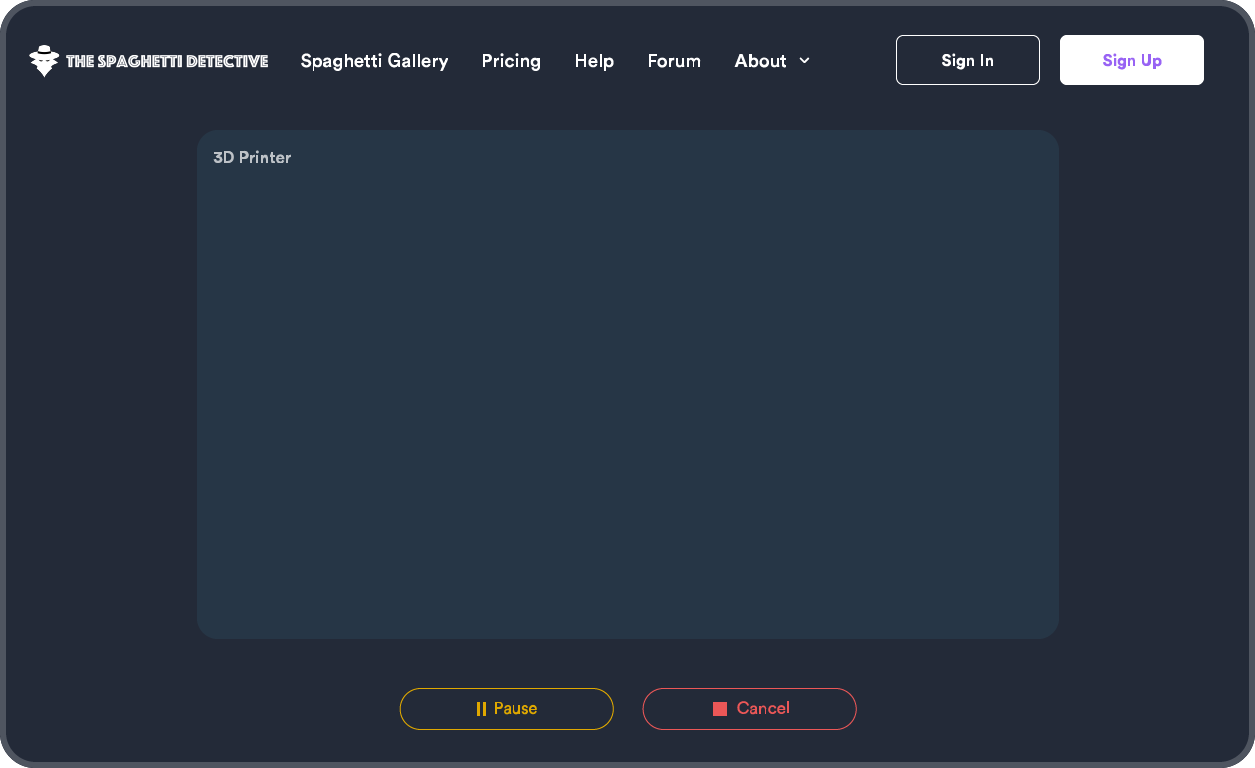 THE SPAGHETTI DETECTIVE Spaghetti Gallery Pricing Help Forum About Sign In Sign Up
3D Printer
Pause Cancel